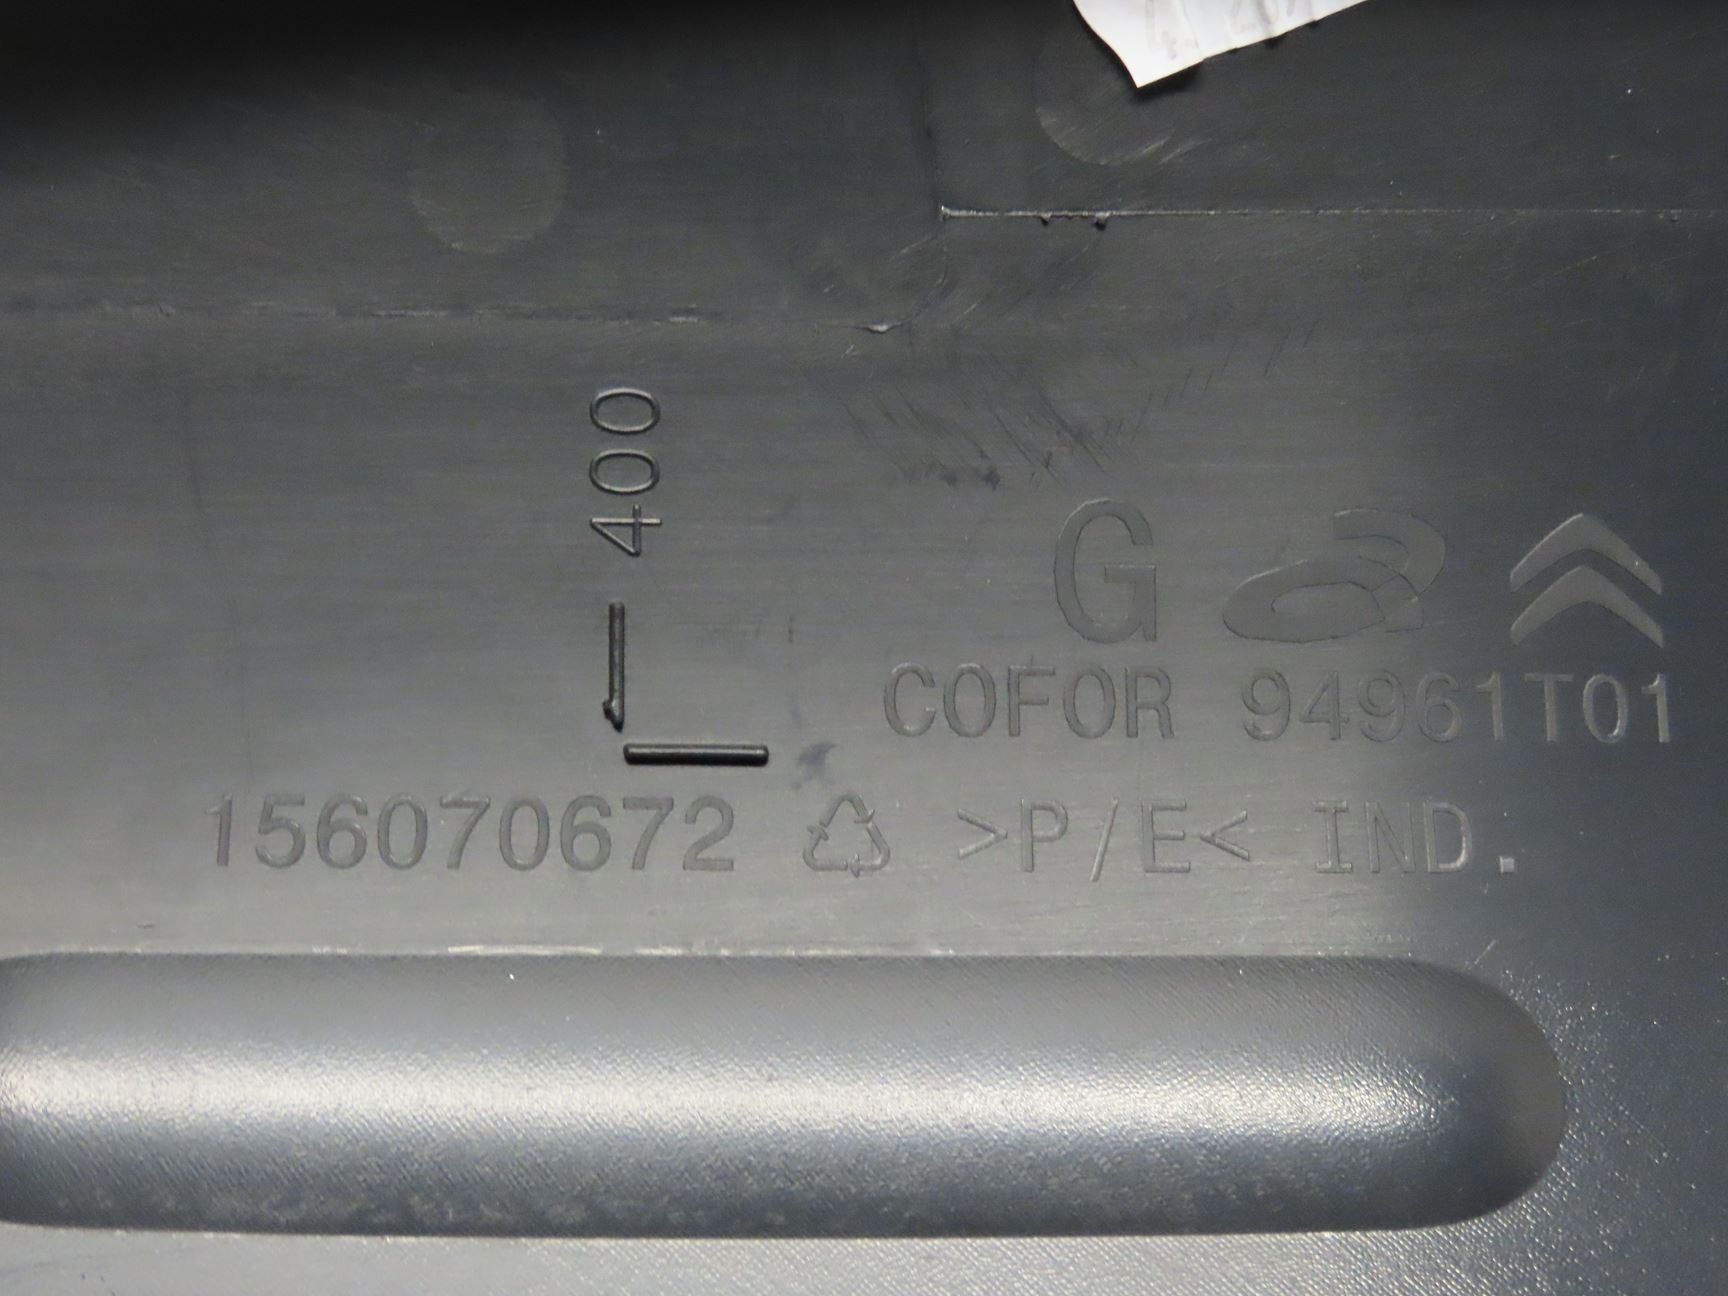 400
G
COFOR 94961T01
156070672 >P/E< IND.